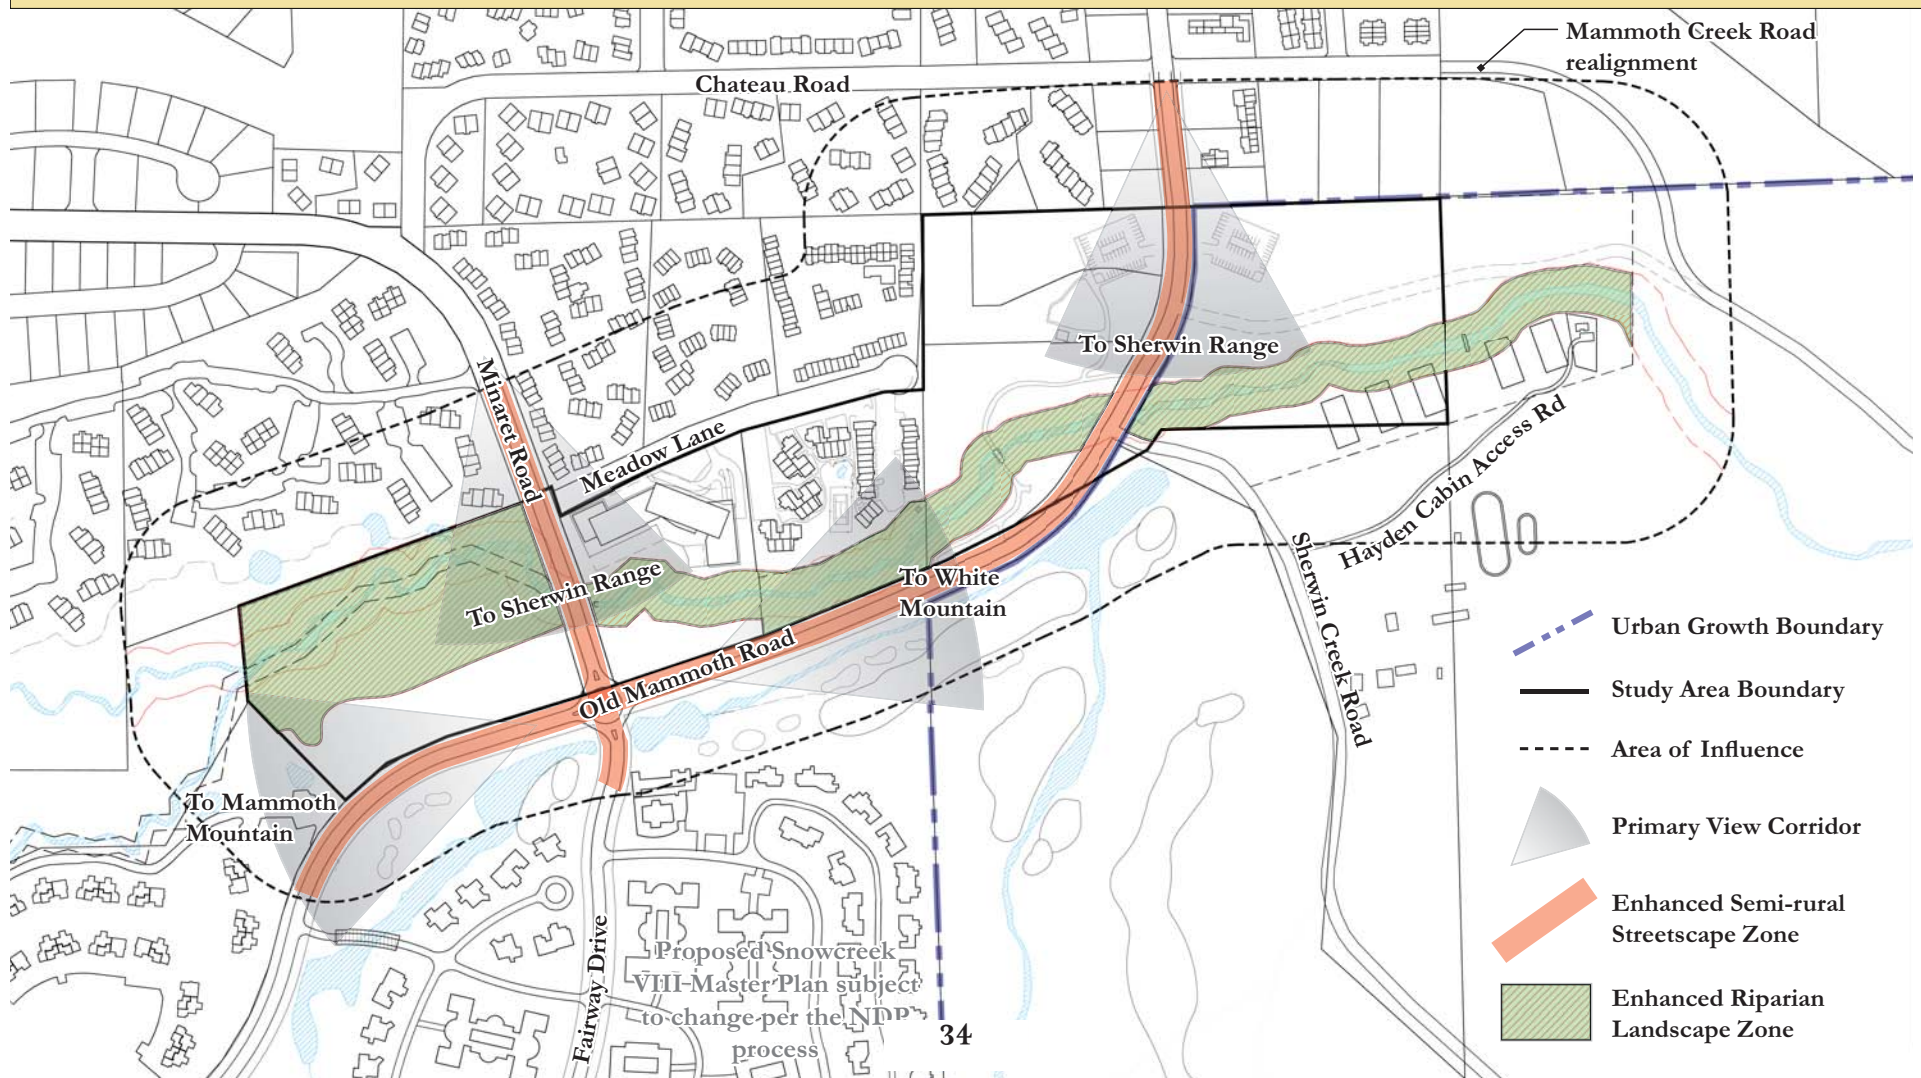 Mammoth Creek Road
realignment
Chateau Road
To Sherwin Range
Minaret Road
Meadow Lane
Hayden Cabin Access Rd
To Sherwin Range
To White
Mountain
Sherwin Creek Road
Old Mammoth Road
To Mammoth
Mountain
Fairway Drive
Proposed Snowcreek
VIII Master Plan subject
to change per the NDP
process
34
Urban Growth Boundary
Study Area Boundary
Area of Influence
Primary View Corridor
Enhanced Semi-rural
Streetscape Zone
Enhanced Riparian
Landscape Zone